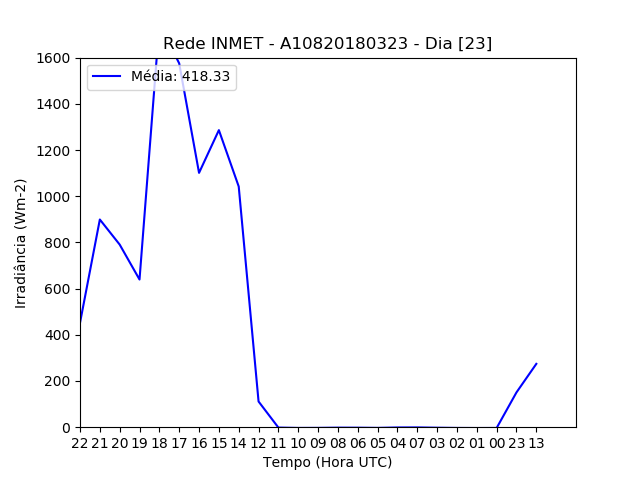 Rede INMET - A10820180323 - Dia [23]
Média: 418.33
Irradiância (Wm-2)
1600
1400
1200
1000
800
600
400
200
0
22 21 20 19 18 17 16 15 14 12 11 10 09 08 06 05 04 07 03 02 01 00 23 13
Tempo (Hora UTC)